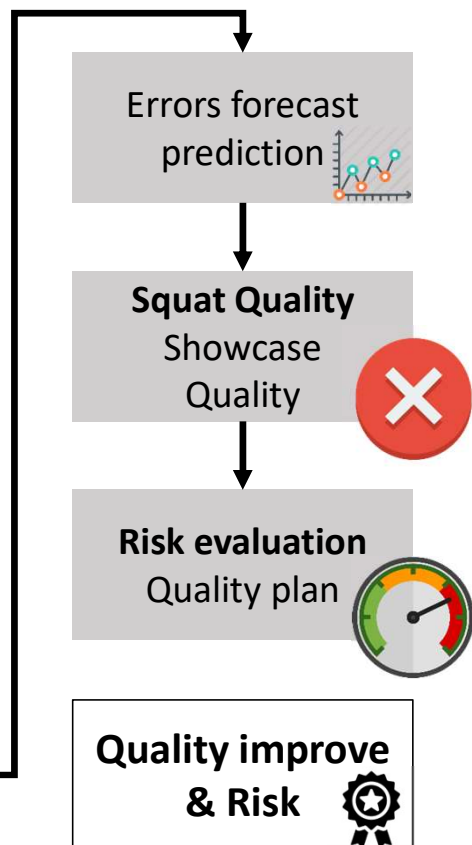 Errors forecast
prediction
Squat Quality
Showcase
Quality
Risk evaluation
Quality plan
Quality improve
& Risk